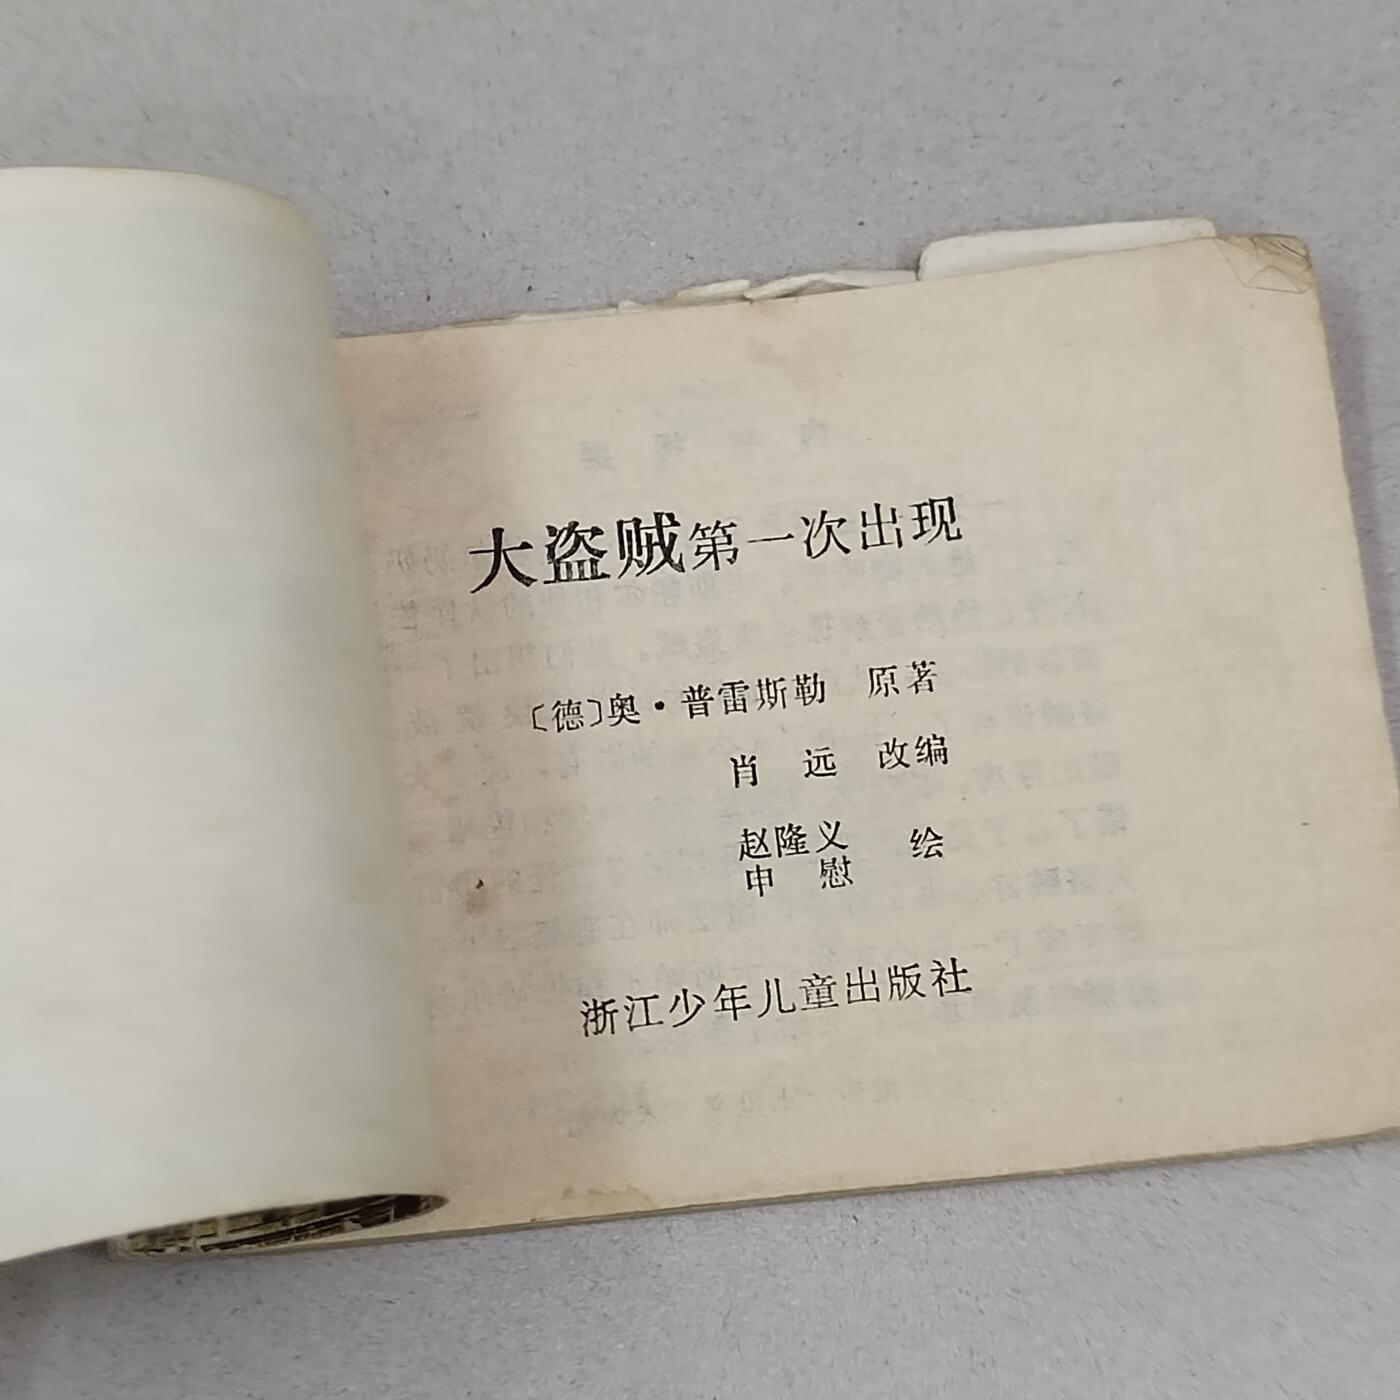 大盗贼第一次出现
〔德〕奥·普雷斯勒 原著
肖 远 改编
赵隆义
申 慰 绘
浙江少年儿童出版社